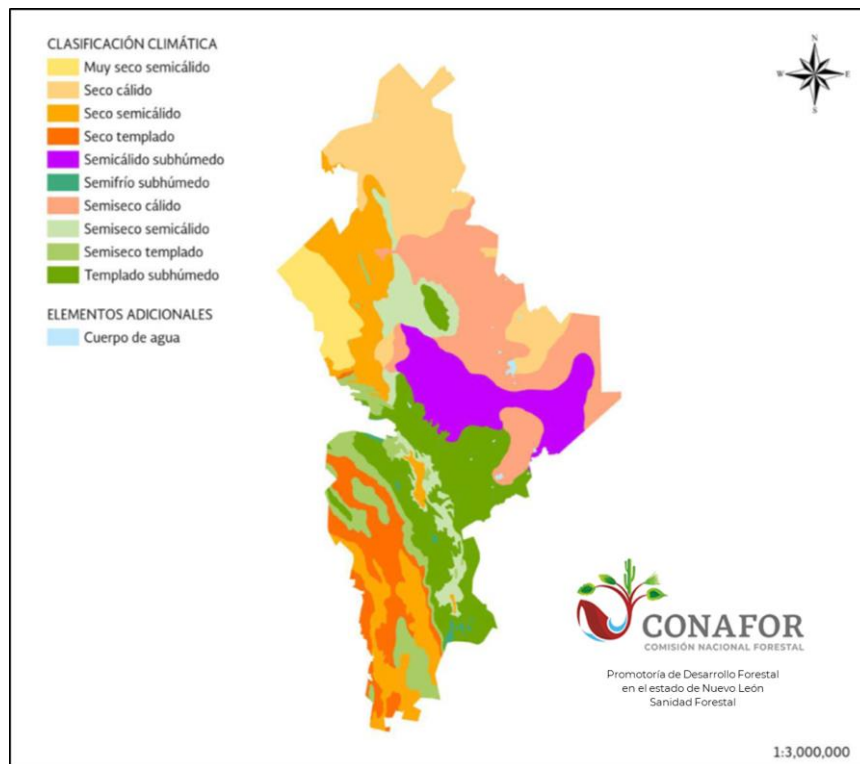 CLASIFICACIÓN CLIMÁTICA
Muy seco semicálido
Seco cálido
Seco semicálido
Seco templado
Semicálido subhúmedo
Semifrío subhúmedo
Semiseco cálido
Semiseco semicálido
Semiseco templado
Templado subhúmedo
ELEMENTOS ADICIONALES
Cuerpo de agua
N
W E
S
CONAFOR
COMISIÓN NACIONAL FORESTAL
Promotoría de Desarrollo Forestal
en el estado de Nuevo León
Sanidad Forestal
1:3,000,000